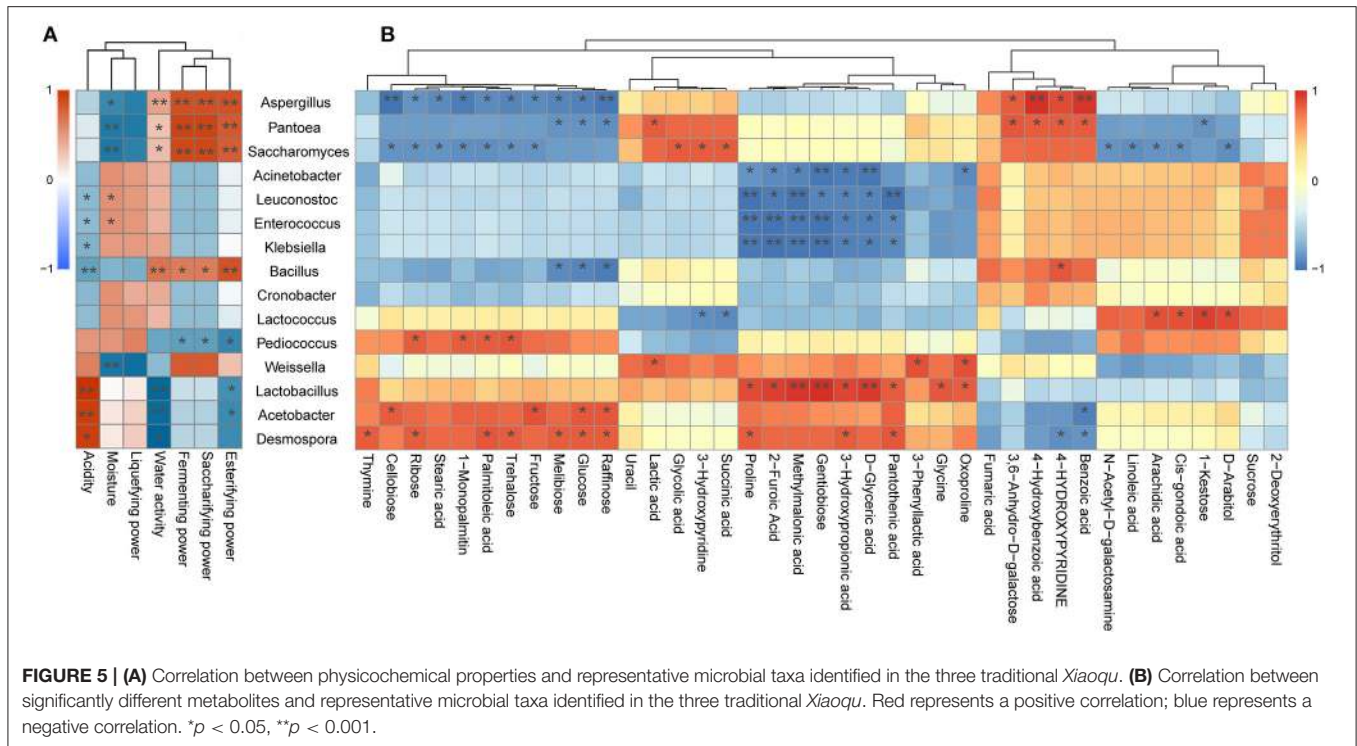 A
B
1
0
−1
Aspergillus
Pantoea
Saccharomyces
Acinetobacter
Leuconostoc
Enterococcus
Klebsiella
Bacillus
Cronobacter
Lactococcus
Pediococcus
Weissella
Lactobacillus
Acetobacter
Desmospora
1
0
−1
Acidity
Moisture
Liquefying power
Water activity
Fermenting power
Saccharifying power
Esterifying power
Thymine
Cellobiose
Ribose
Stearic acid
1−Monopalmitin
Palmitoleic acid
Trehalose
Fructose
Melibiose
Glucose
Raffinose
Uracil
Lactic acid
Glycolic acid
3−Hydroxypyridine
Succinic acid
Proline
2−Furoic Acid
Methylmalonic acid
Gentiobiose
3−Hydroxypropionic acid
D−Glyceric acid
Pantothenic acid
3−Phenyllactic acid
Glycine
Oxoproline
Fumaric acid
3,6−Anhydro−D−galactose
4−Hydroxybenzoic acid
4−HYDROXYPYRIDINE
Benzoic acid
N−Acetyl−D−galactosamine
Linoleic acid
Arachidic acid
Cis−gondoic acid
1−Kestose
D−Arabitol
Sucrose
2−Deoxyerythritol
FIGURE 5 | (A) Correlation between physicochemical properties and representative microbial taxa identified in the three traditional Xiaoqu. (B) Correlation between
significantly different metabolites and representative microbial taxa identified in the three traditional Xiaoqu. Red represents a positive correlation; blue represents a
negative correlation. *p < 0.05, **p < 0.001.